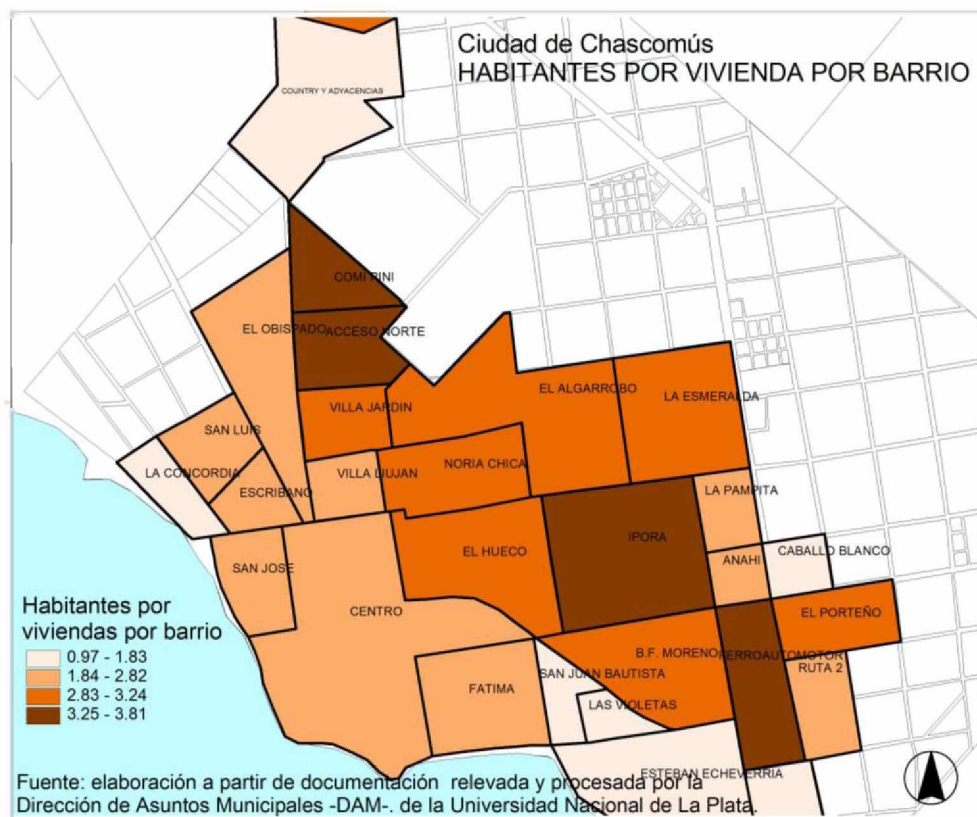 Ciudad de Chascomús
HABITANTES POR VIVIENDA POR BARRIO
COUNTRY Y ADYACENCIAS
COMI PINI
EL OBISPADO
ACCESO NORTE
EL ALGARROBO
LA ESMERALDA
VILLA JARDIN
SAN LUIS
LA CONCORDIA
VILLA LIUJAN
NORIA CHICA
ESCRIBANO
LA PAMPITA
IPORA
EL HUECO
CABALLO BLANCO
ANAHI
SAN JOSE
CENTRO
EL PORTEÑO
B.F. MORENO
FERROAUTOMOTOR
RUTA 2
SAN JUAN BAUTISTA
FATIMA
LAS VIOLETAS
ESTEBAN ECHEVERRIA
Habitantes por
viviendas por barrio
0.97 - 1.83
1.84 - 2.82
2.83 - 3.24
3.25 - 3.81
Fuente: elaboración a partir de documentación relevada y procesada por la
Dirección de Asuntos Municipales -DAM-. de la Universidad Nacional de La Plata.